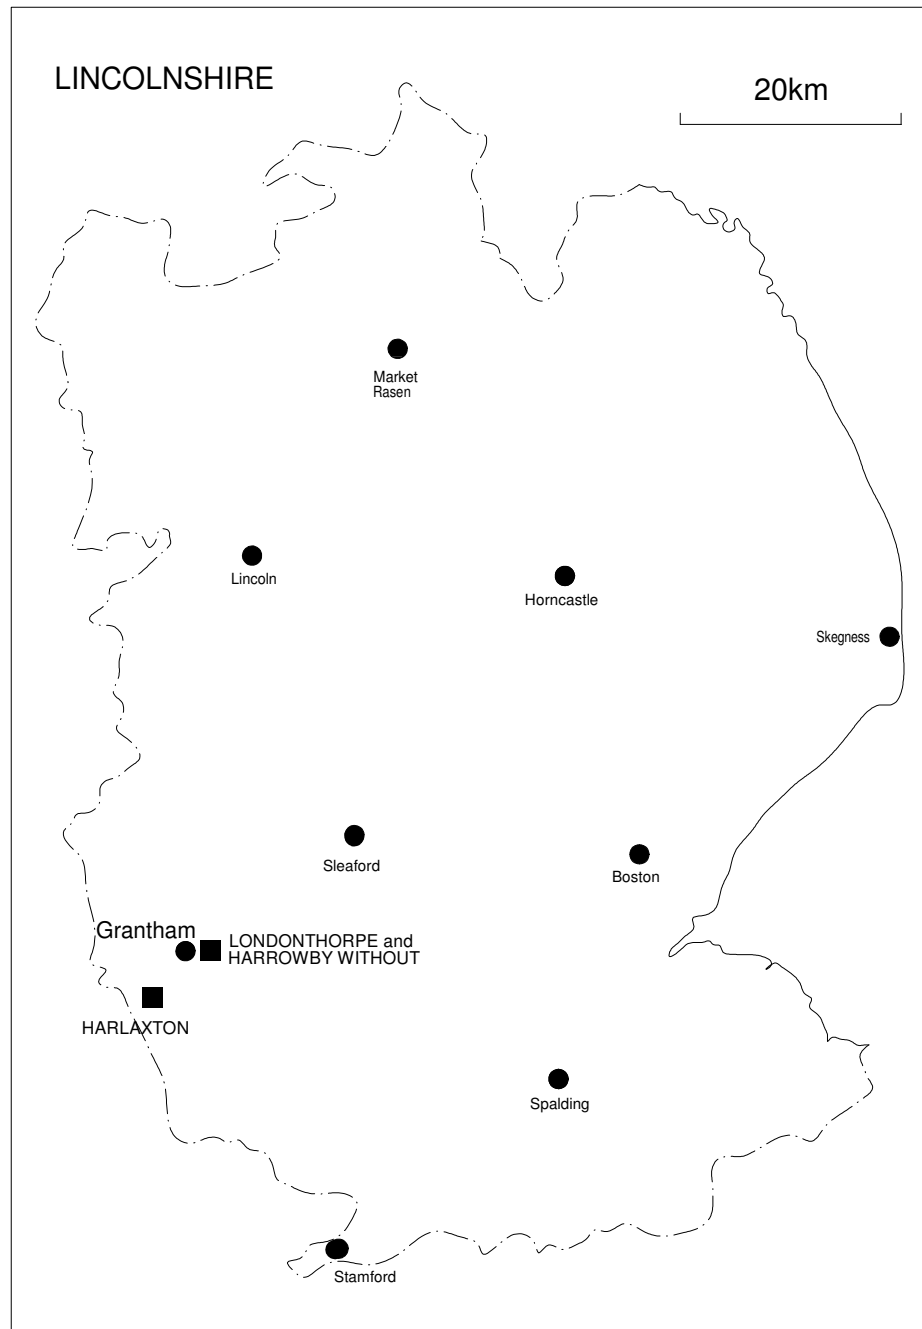 LINCOLNSHIRE
20km
Market
Rasen
Lincoln
Horncastle
Skegness
Sleaford
Boston
Grantham
LONDONTHORPE and
HARROWBY WITHOUT
HARLAXTON
Spalding
Stamford